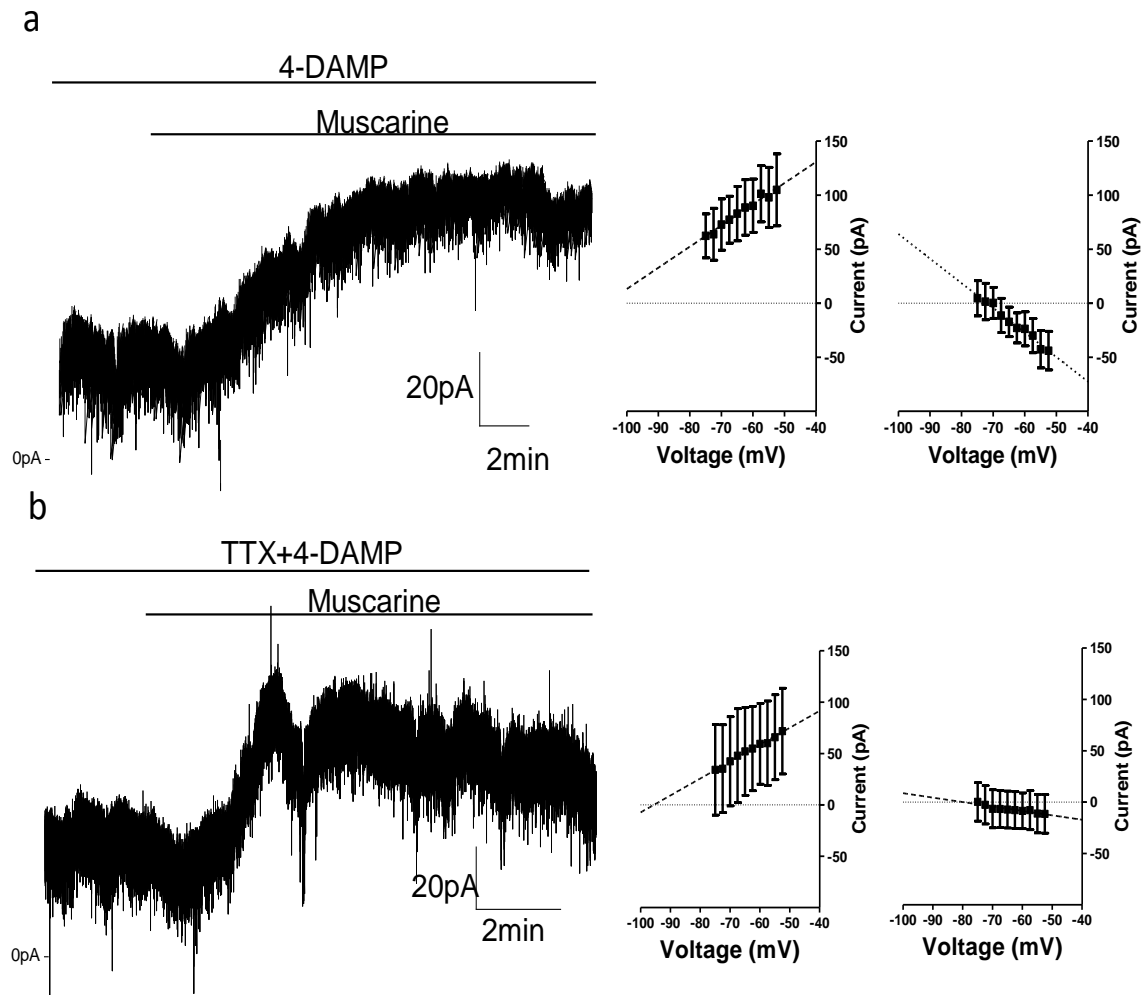 a
4-DAMP
Muscarine
20pA
2min
0pA -
150
100
50
0
-50
Current (pA)
-100 -90 -80 -70 -60 -50 -40
Voltage (mV)
150
100
50
0
-50
Current (pA)
-100 -90 -80 -70 -60 -50 -40
Voltage (mV)
b
TTX+4-DAMP
Muscarine
20pA
2min
0pA -
150
100
50
0
-50
Current (pA)
-100 -90 -80 -70 -60 -50 -40
Voltage (mV)
150
100
50
0
-50
Current (pA)
-100 -90 -80 -70 -60 -50 -40
Voltage (mV)